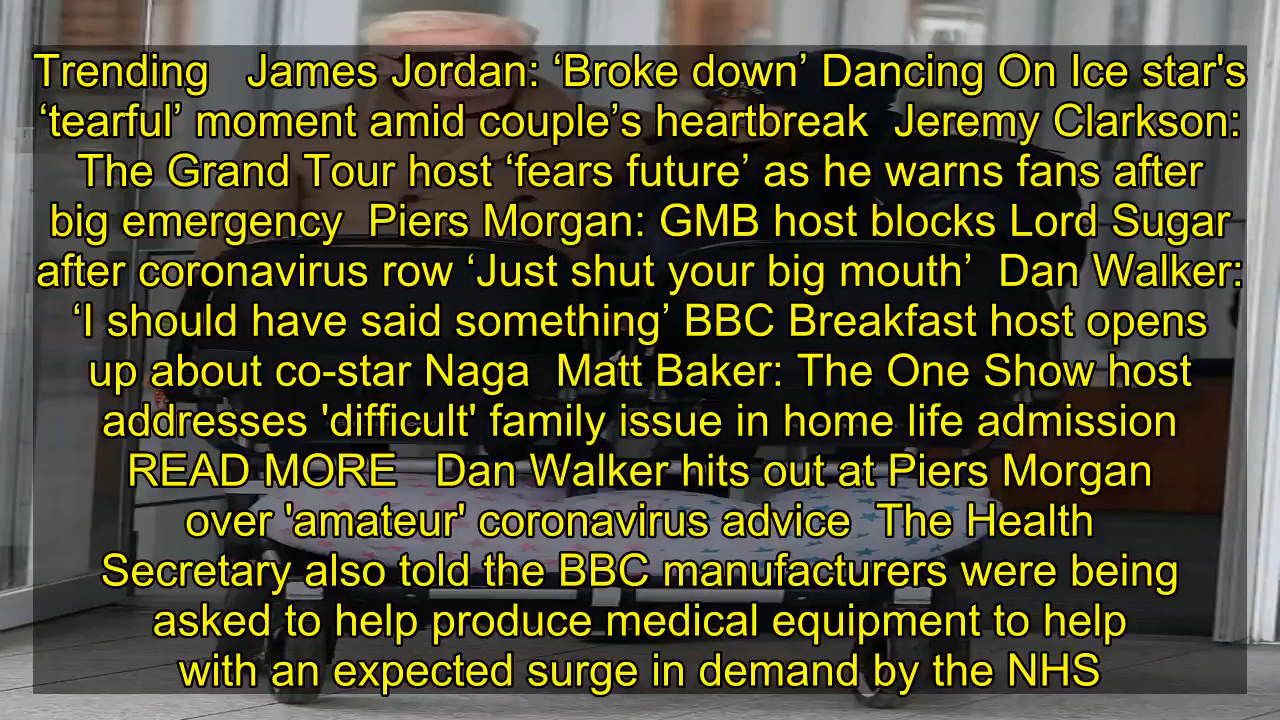 Trending   James Jordan: ‘Broke down’ Dancing On Ice star's
‘tearful’ moment amid couple’s heartbreak  Jeremy Clarkson:
The Grand Tour host ‘fears future’ as he warns fans after
big emergency  Piers Morgan: GMB host blocks Lord Sugar
after coronavirus row ‘Just shut your big mouth’  Dan Walker:
‘I should have said something’ BBC Breakfast host opens
up about co-star Naga  Matt Baker: The One Show host
addresses 'difficult' family issue in home life admission
READ MORE   Dan Walker hits out at Piers Morgan
over 'amateur' coronavirus advice  The Health
Secretary also told the BBC manufacturers were being
asked to help produce medical equipment to help
with an expected surge in demand by the NHS